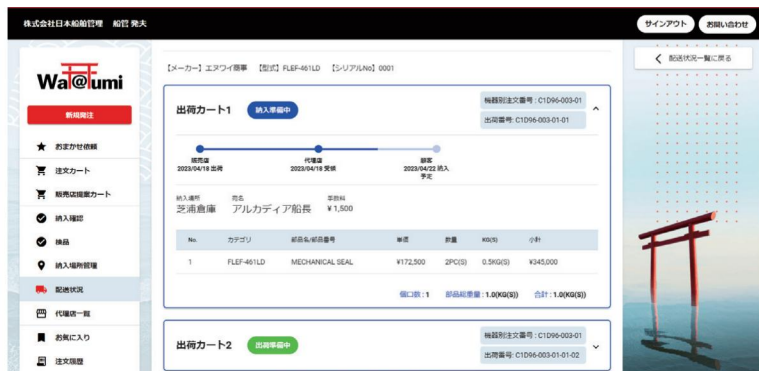 株式会社日本船舶管理 船管 発夫
サインアウト
お問い合わせ
Wa@umi
新規発注
おまかせ依頼
注文カート
販売店提案カート
納入確認
検品
納入場所管理
配送状況
代理店一覧
お気に入り
注文履歴
【メーカー】エヌワイ商事 【型式】FLEF-461LD 【シリアルNo】0001
配送状況一覧に戻る
出荷カート1
納入準備中
機器別注文番号 : C1D96-003-01
出荷番号: C1D96-003-01-01
販売店
2023/04/18 出荷
代理店
2023/04/18 受領
顧客
2023/04/22 納入
予定
納入場所 宛名 手数料
芝浦倉庫 アルカディア船長 ¥1,500
No. カテゴリ 部品名/部品番号 単価 数量 KG(S) 小計
1 FLEF-461LD MECHANICAL SEAL ¥172,500 2PC(S) 0.5KG(S) ¥345,000
個口数 : 1 部品総重量 : 1.0(KG(S)) 合計 : 1.0(KG(S))
出荷カート2
出荷準備中
機器別注文番号 : C1D96-003-01
出荷番号: C1D96-003-01-01-02